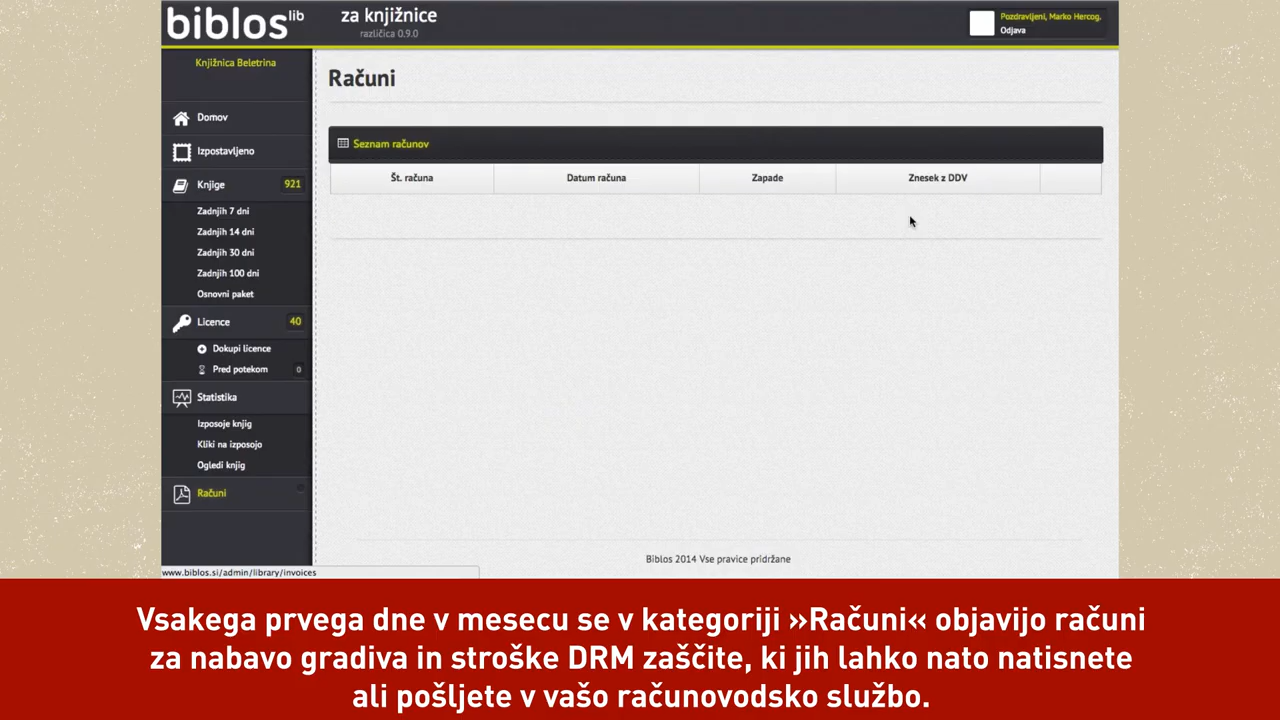 biblos lib
za knjižnice
različica 0.9.0
Pozdravljeni, Marko Hercog.
Odjava
Knjižnica Beletrina
Domov
Izpostavljeno
Knjige 921
Zadnjih 7 dni
Zadnjih 14 dni
Zadnjih 30 dni
Zadnjih 100 dni
Osnovni paket
Licence 40
Dokupi licence
Pred potekom 0
Statistika
Izposoje knjig
Kliki na izposojo
Ogledi knjig
Računi
Računi
Seznam računov
Št. računa Datum računa Zapade Znesek z DDV
Biblos 2014 Vse pravice pridržane
www.biblos.si/admin/library/invoices
Vsakega prvega dne v mesecu se v kategoriji »Računi« objavijo računi
za nabavo gradiva in stroške DRM zaščite, ki jih lahko nato natisnete
ali pošljete v vašo računovodsko službo.